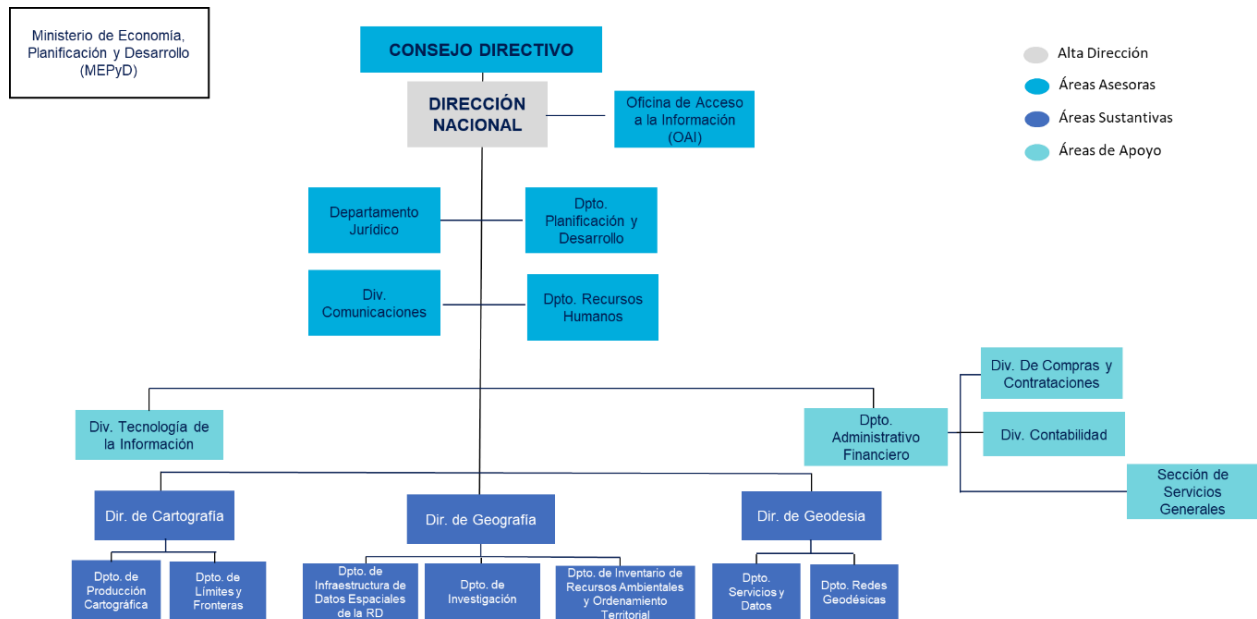 Ministerio de Economía,
Planificación y Desarrollo
(MEPyD)
CONSEJO DIRECTIVO
DIRECCIÓN
NACIONAL
Oficina de Acceso
a la Información
(OAI)
Alta Dirección
Áreas Asesoras
Áreas Sustantivas
Áreas de Apoyo
Departamento
Jurídico
Dpto.
Planificación y
Desarrollo
Div.
Comunicaciones
Dpto. Recursos
Humanos
Div. Tecnología de
la Información
Dpto.
Administrativo
Financiero
Div. De Compras y
Contrataciones
Div. Contabilidad
Sección de
Servicios
Generales
Dir. de Cartografía
Dir. de Geografía
Dir. de Geodesia
Dpto. de
Producción
Cartográfica
Dpto. de
Límites y
Fronteras
Dpto. de
Infraestructura de
Datos Espaciales
de la RD
Dpto. de
Investigación
Dpto. de Inventario de
Recursos Ambientales
y Ordenamiento
Territorial
Dpto.
Servicios y
Datos
Dpto. Redes
Geodésicas